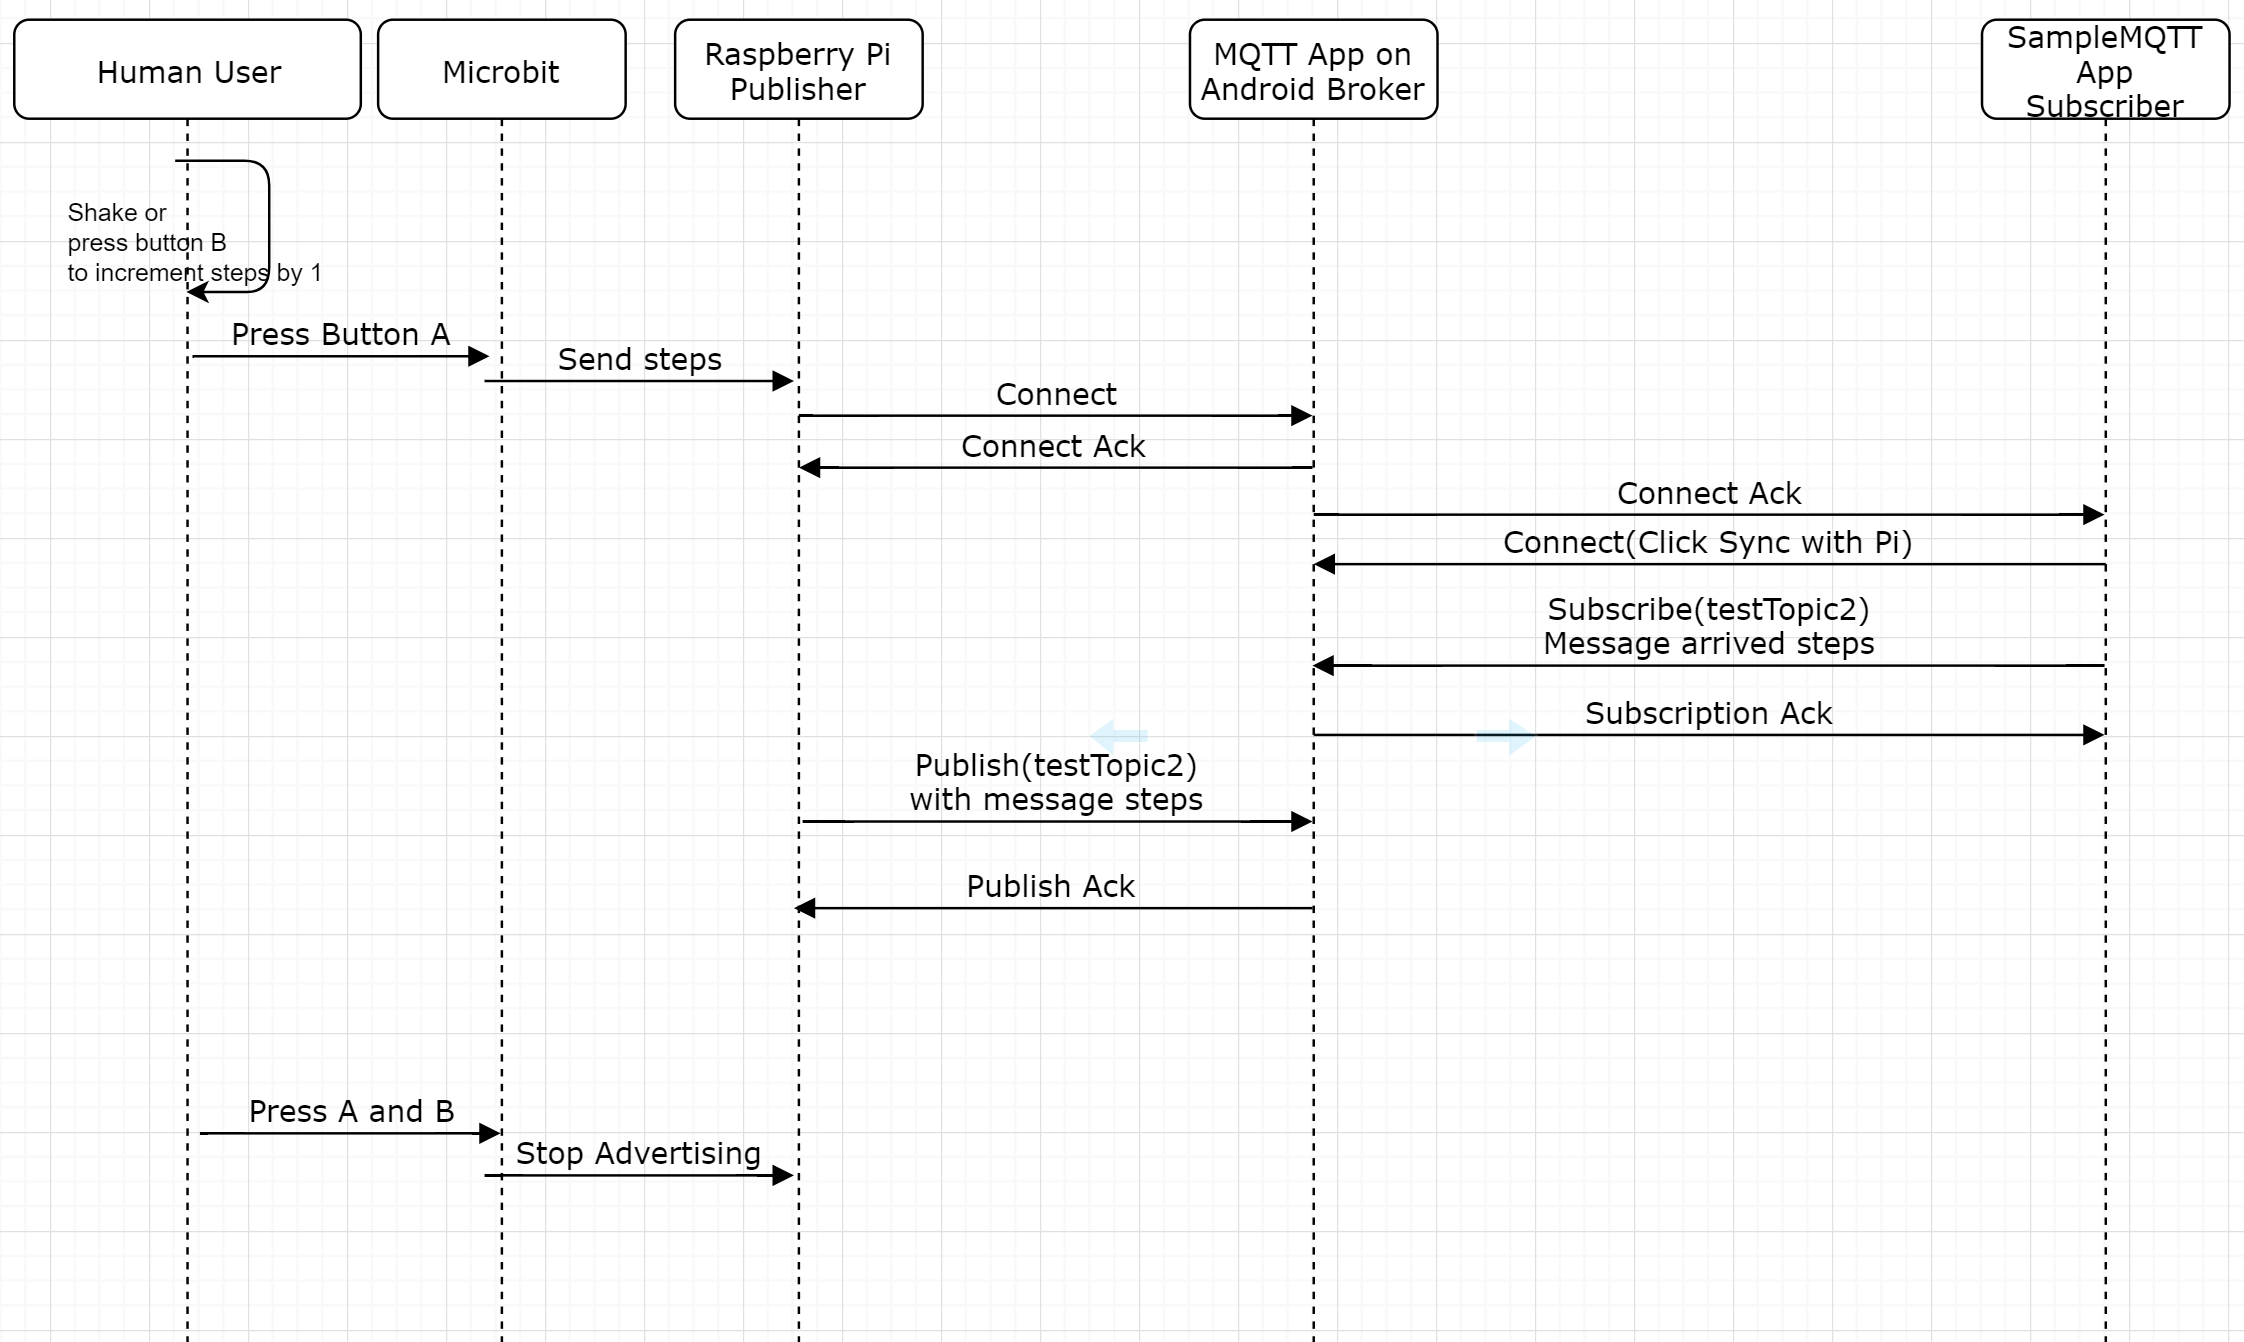 Human User
Microbit
Raspberry Pi
Publisher
MQTT App on
Android Broker
SampleMQTT
App
Subscriber
Shake or
press button B
to increment steps by 1
Press Button A
Send steps
Connect
Connect Ack
Connect Ack
Connect(Click Sync with Pi)
Subscribe(testTopic2)
Message arrived steps
Subscription Ack
Publish(testTopic2)
with message steps
Publish Ack
Press A and B
Stop Advertising